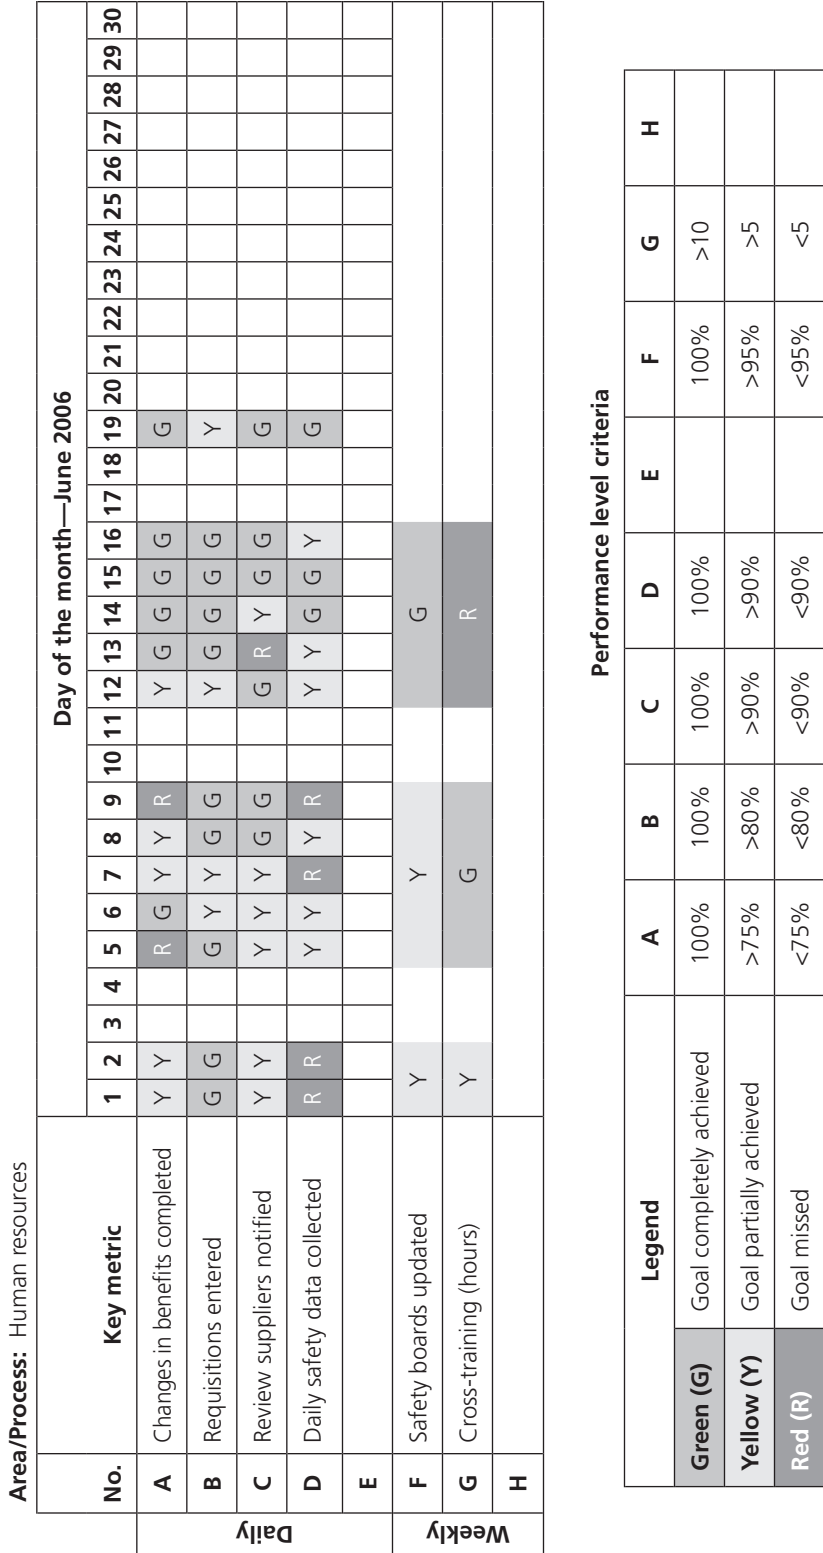 Area/Process: Human resources
Day of the month—June 2006
No. Key metric 1 2 3 4 5 6 7 8 9 10 11 12 13 14 15 16 17 18 19 20 21 22 23 24 25 26 27 28 29 30
Daily
A Changes in benefits completed Y Y R G Y Y R Y G G G G G
B Requisitions entered G G G Y Y G G Y G G G G Y
C Review suppliers notified Y Y Y Y Y G G G R Y G G G
D Daily safety data collected R R Y Y R Y R Y Y G G Y G
E
Weekly
F Safety boards updated Y Y G
G Cross-training (hours) Y G R
H
Performance level criteria
Legend A B C D E F G H
Green (G) Goal completely achieved 100% 100% 100% 100% 100% >10
Yellow (Y) Goal partially achieved >75% >80% >90% >90% >95% >5
Red (R) Goal missed <75% <80% <90% <90% <95% <5